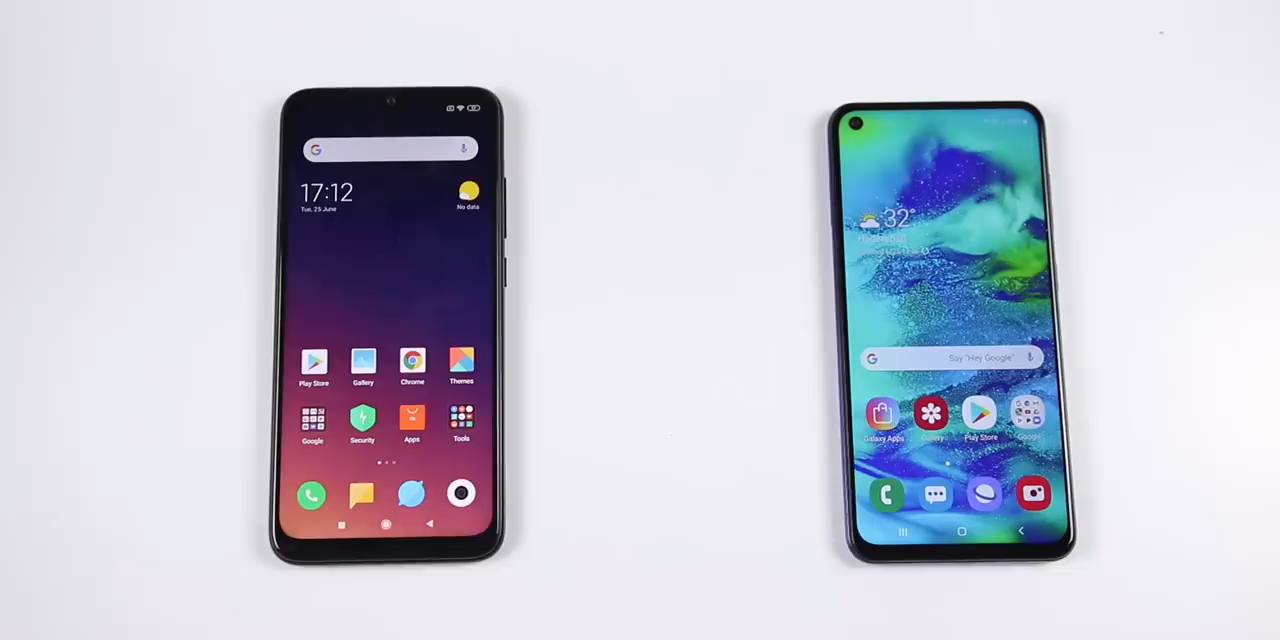 17:12
Tue, 25 June
No data
Play Store
Gallery
Chrome
Themes
Google
Security
Apps
Tools
32°
Hyderabad
Say "Hey Google"
Galaxy Apps
Gallery
Play Store
Google